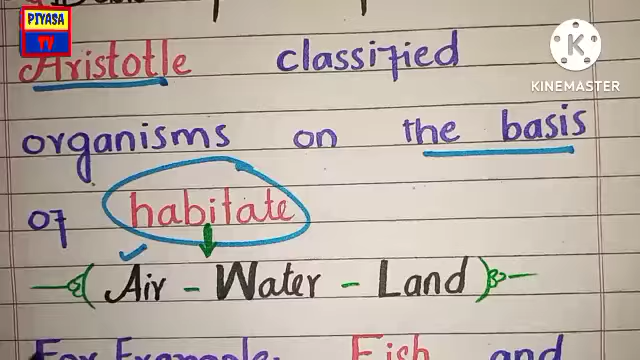 PIYASA
TV
KINEMASTER
Aristotle classified
organisms on the basis
of habitate
( Air - Water - Land )
For Example. Fish and